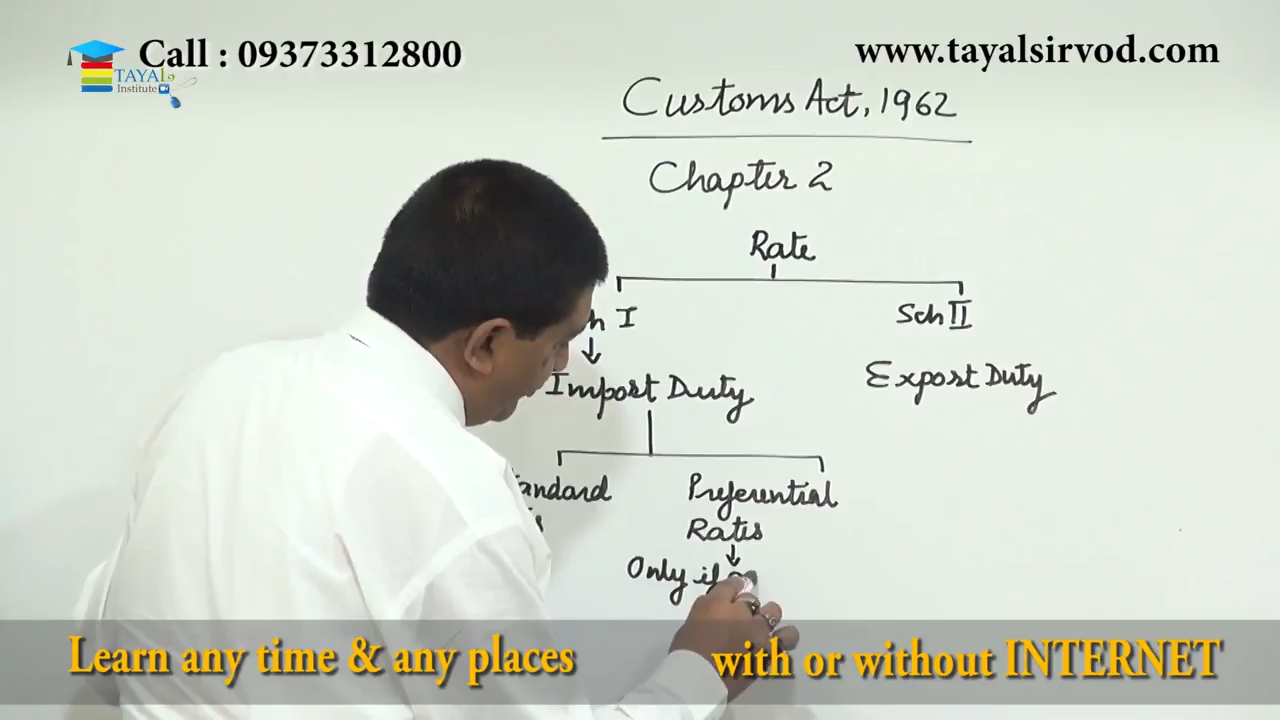 Call : 09373312800
www.tayalsirvod.com
TAYAL
Institute
Customs Act, 1962
Chapter 2
Rate
h I
Sch II
Import Duty
Export Duty
tandard
Preferential
Rates
Only if
Learn any time & any places
with or without INTERNET